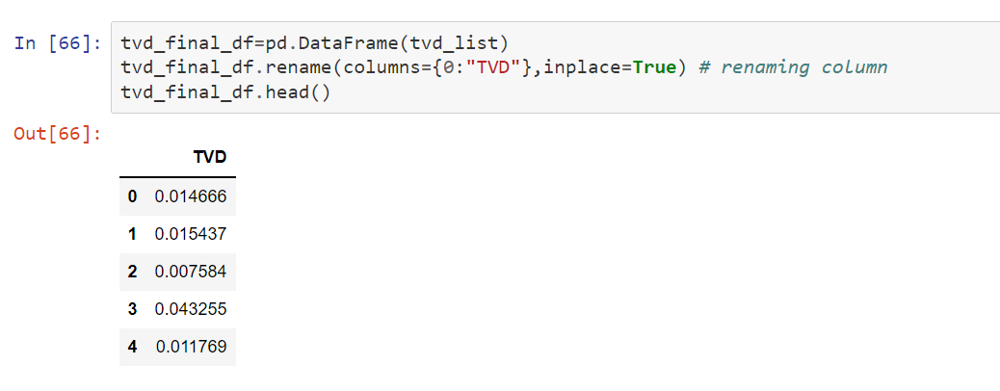 In [66]: tvd_final_df=pd.DataFrame(tvd_list)
tvd_final_df.rename(columns={0:"TVD"},inplace=True) # renaming column
tvd_final_df.head()
Out[66]:
TVD
0 0.014666
1 0.015437
2 0.007584
3 0.043255
4 0.011769